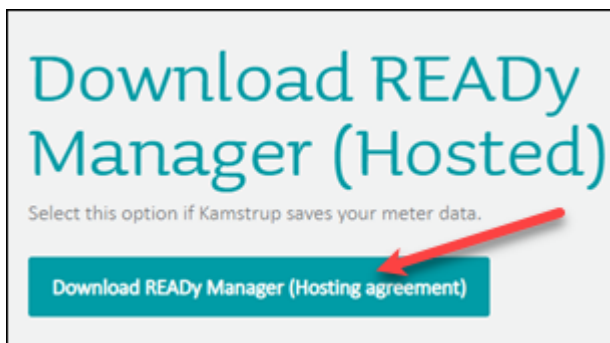 Download READy
Manager (Hosted)
Select this option if Kamstrup saves your meter data.
Download READy Manager (Hosting agreement)